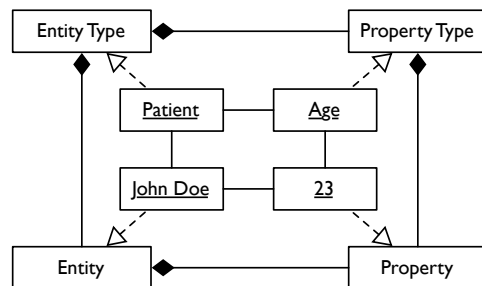 Entity Type
Property Type
Patient
Age
John Doe
23
Entity
Property